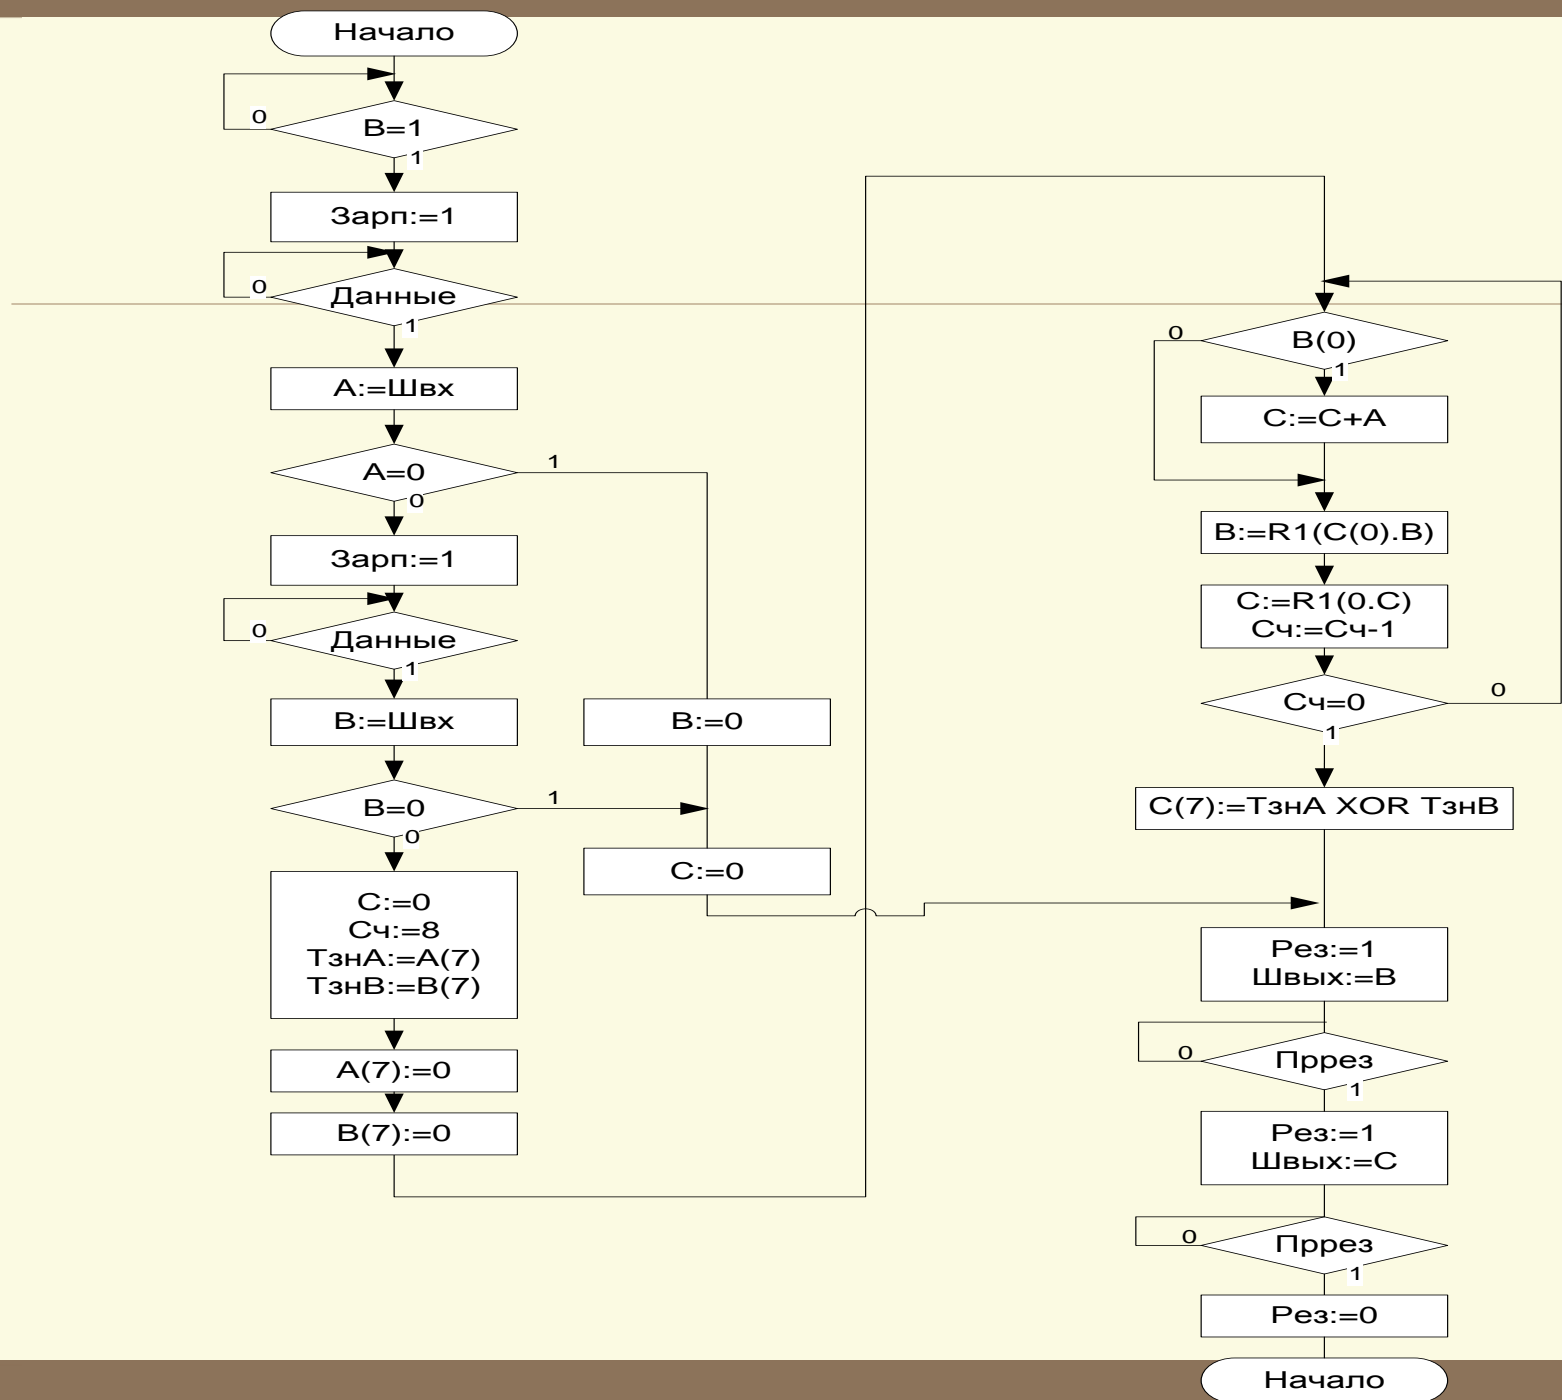 Начало
0
В=1
1
Зарп:=1
0
Данные
1
А:=Швх
А=0
1
0
Зарп:=1
0
Данные
1
В:=Швх
В:=0
В=0
1
0
С:=0
С:=0
Сч:=8
ТзнА:=А(7)
ТзнВ:=В(7)
А(7):=0
В(7):=0
0
В(0)
1
С:=С+А
В:=R1(С(0).В)
С:=R1(0.С)
Сч:=Сч-1
Сч=0
0
1
С(7):=ТзнА XOR ТзнВ
Рез:=1
Швых:=В
0
Пррез
1
Рез:=1
Швых:=С
0
Пррез
1
Рез:=0
Начало